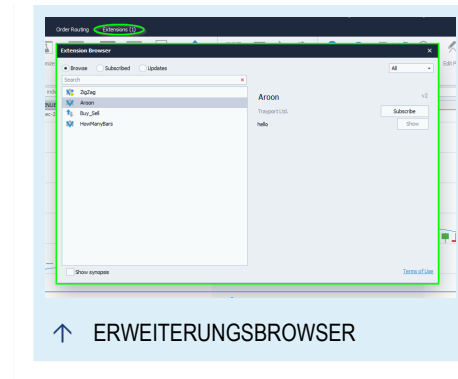 Order Routing Extensions (1)
Extension Browser
Browse Subscribed Updates All
Search
ZigZag
Aroon
Buy_Sell
HowManyBars
Aroon v2
Trayport Ltd. Subscribe
hello Show
Show synopsis Terms of Use
ERWEITERUNGSBROWSER